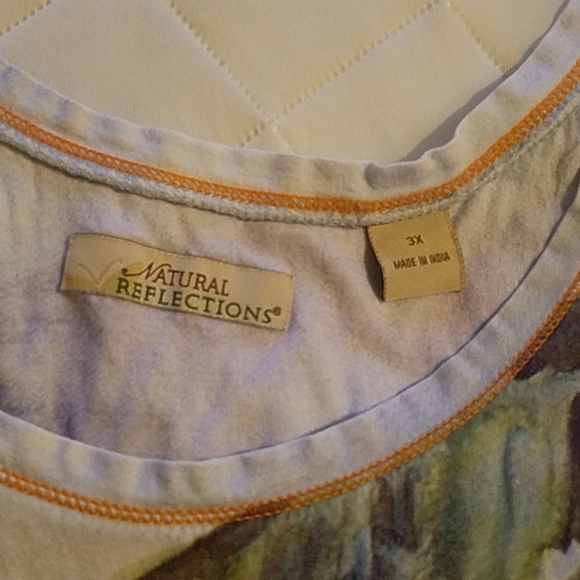 NATURAL
REFLECTIONS®
3X
MADE IN INDIA